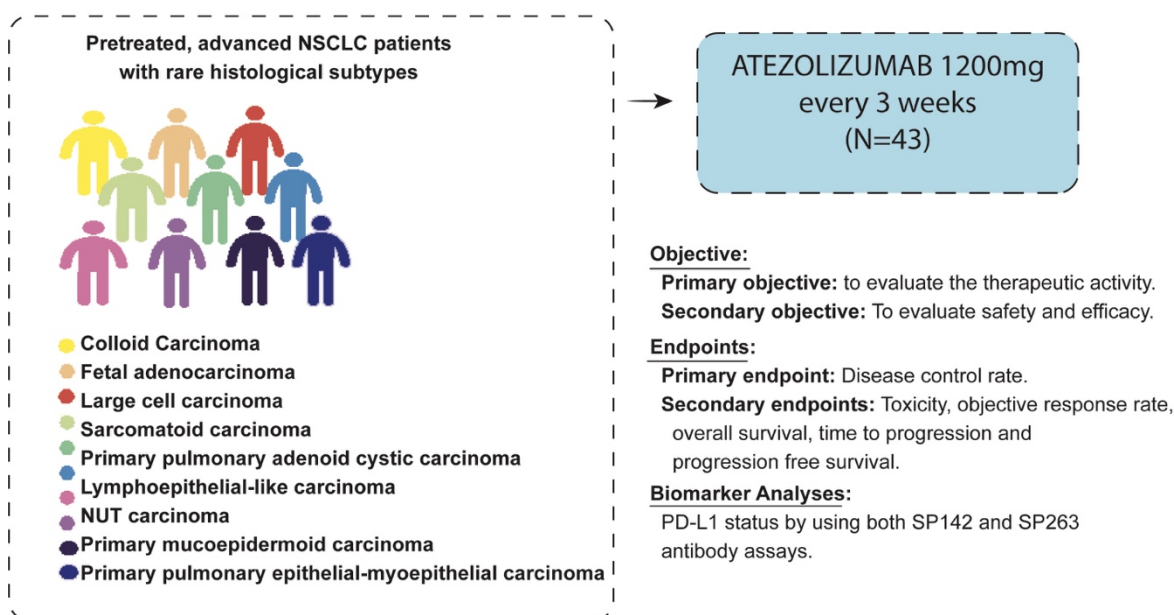 Pretreated, advanced NSCLC patients
with rare histological subtypes
Colloid Carcinoma
Fetal adenocarcinoma
Large cell carcinoma
Sarcomatoid carcinoma
Primary pulmonary adenoid cystic carcinoma
Lymphoepithelial-like carcinoma
NUT carcinoma
Primary mucoepidermoid carcinoma
Primary pulmonary epithelial-myoepithelial carcinoma
ATEZOLIZUMAB 1200mg
every 3 weeks
(N=43)
Objective:
Primary objective: to evaluate the therapeutic activity.
Secondary objective: To evaluate safety and efficacy.
Endpoints:
Primary endpoint: Disease control rate.
Secondary endpoints: Toxicity, objective response rate,
overall survival, time to progression and
progression free survival.
Biomarker Analyses:
PD-L1 status by using both SP142 and SP263
antibody assays.